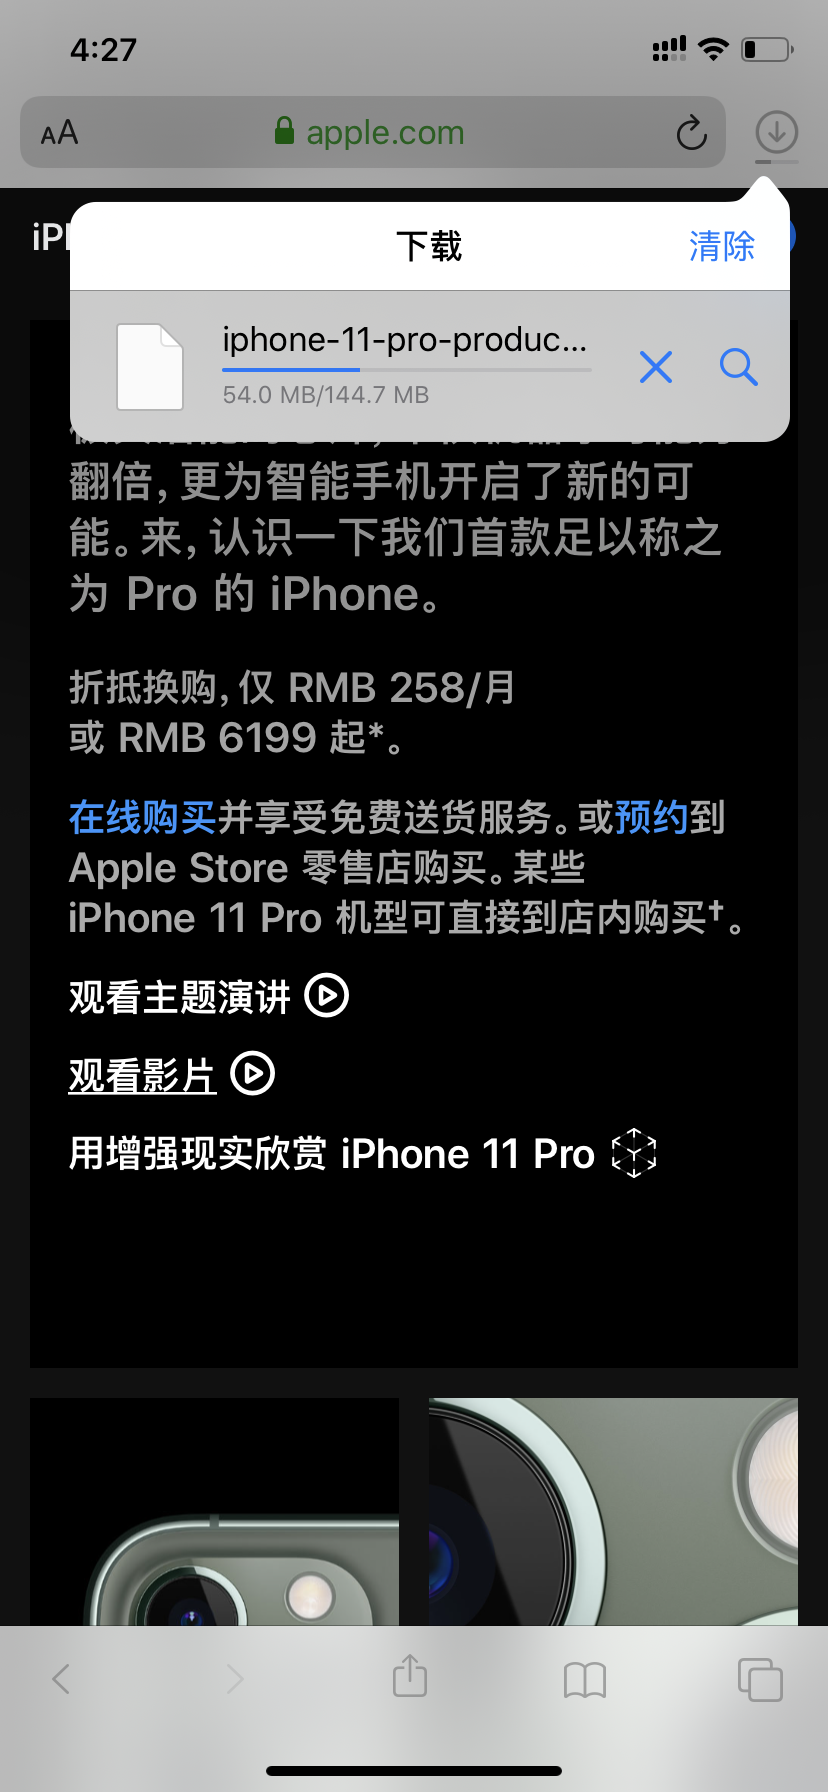 4:27
AA
apple.com
下载
清除
iphone-11-pro-produc...
54.0 MB/144.7 MB
翻倍，更为智能手机开启了新的可
能。来，认识一下我们首款足以称之
为 Pro 的 iPhone。
折抵换购，仅 RMB 258/月
或 RMB 6199 起*。
在线购买并享受免费送货服务。或预约到
Apple Store 零售店购买。某些
iPhone 11 Pro 机型可直接到店内购买†。
观看主题演讲
观看影片
用增强现实欣赏 iPhone 11 Pro